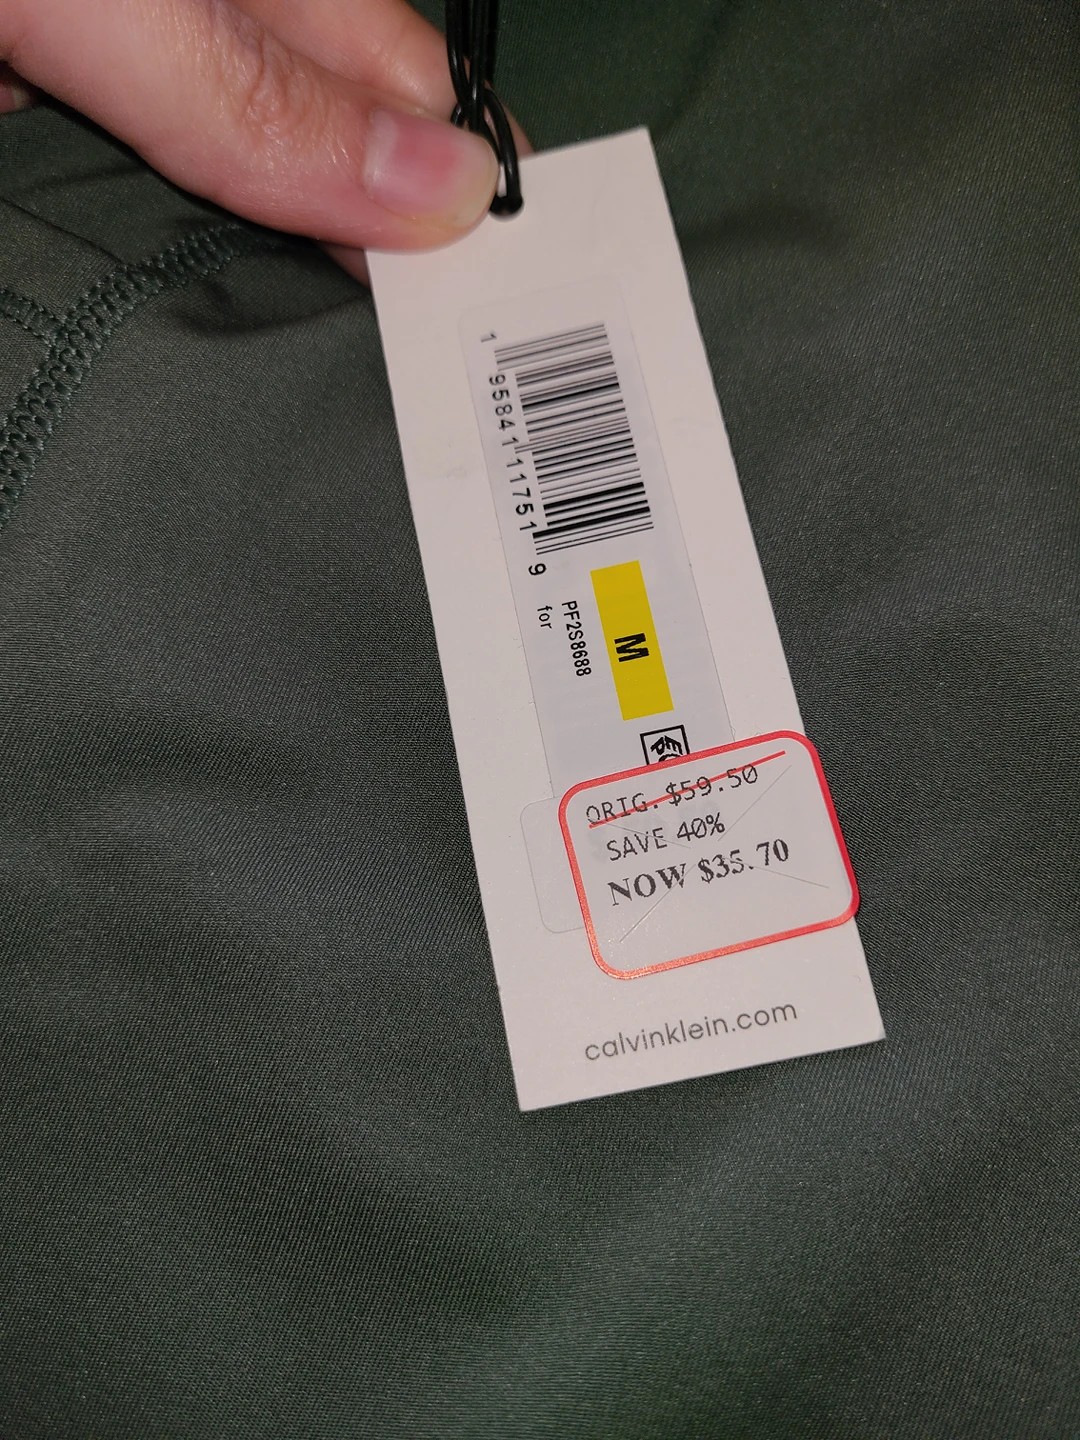 1 95841 11751 9
PF2S8688
for
M
ORIG. $59.50
SAVE 40%
NOW $35.70
calvinklein.com